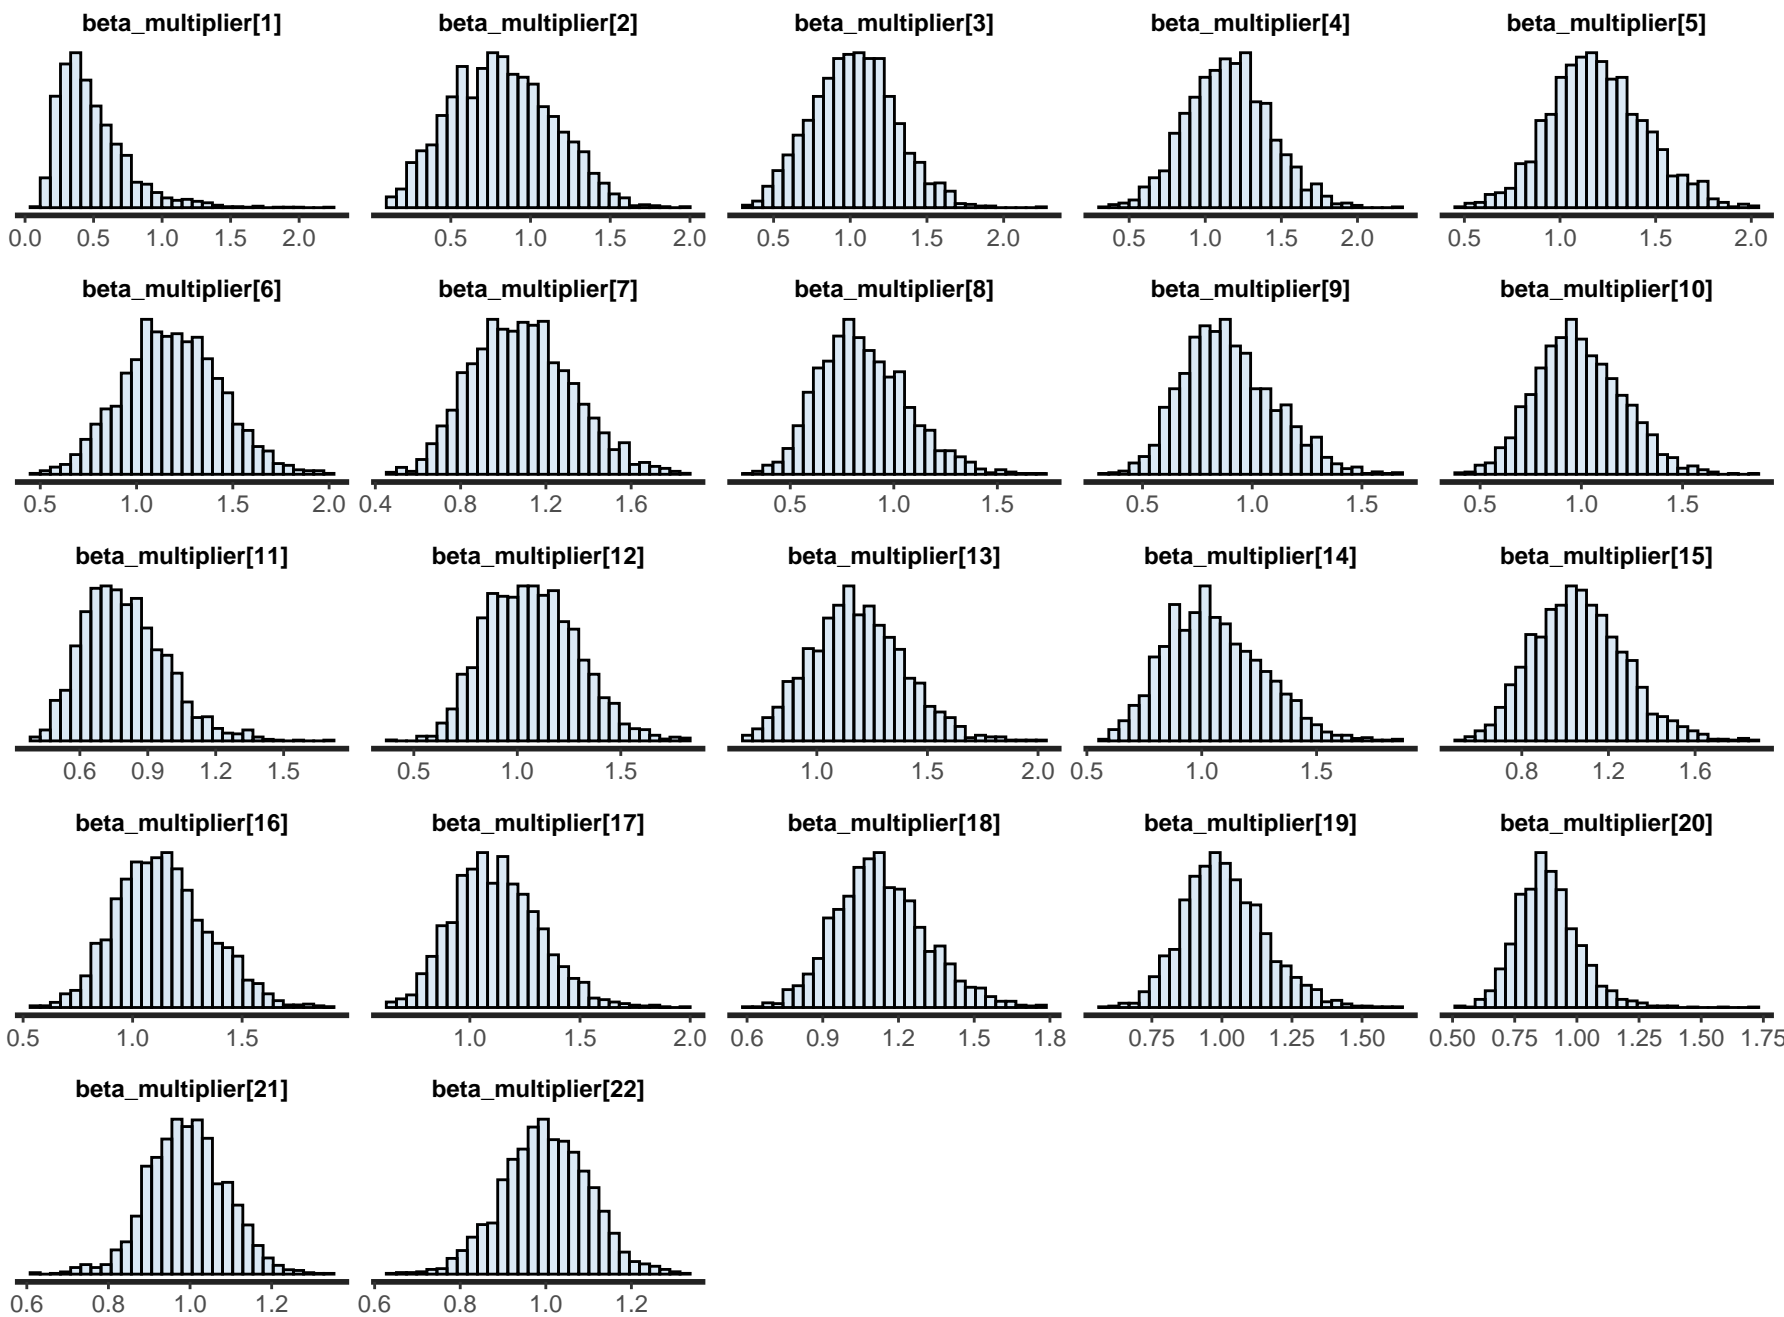 beta_multiplier[1] beta_multiplier[2] beta_multiplier[3] beta_multiplier[4] beta_multiplier[5]
0.0 0.5 1.0 1.5 2.0 0.5 1.0 1.5 2.0 0.5 1.0 1.5 2.0 0.5 1.0 1.5 2.0 0.5 1.0 1.5 2.0
beta_multiplier[6] beta_multiplier[7] beta_multiplier[8] beta_multiplier[9] beta_multiplier[10]
0.5 1.0 1.5 2.0 0.4 0.8 1.2 1.6 0.5 1.0 1.5 0.5 1.0 1.5 0.5 1.0 1.5
beta_multiplier[11] beta_multiplier[12] beta_multiplier[13] beta_multiplier[14] beta_multiplier[15]
0.6 0.9 1.2 1.5 0.5 1.0 1.5 1.0 1.5 2.0 0.5 1.0 1.5 0.8 1.2 1.6
beta_multiplier[16] beta_multiplier[17] beta_multiplier[18] beta_multiplier[19] beta_multiplier[20]
0.5 1.0 1.5 1.0 1.5 2.0 0.6 0.9 1.2 1.5 1.8 0.75 1.00 1.25 1.50 0.50 0.75 1.00 1.25 1.50 1.75
beta_multiplier[21] beta_multiplier[22]
0.6 0.8 1.0 1.2 0.6 0.8 1.0 1.2